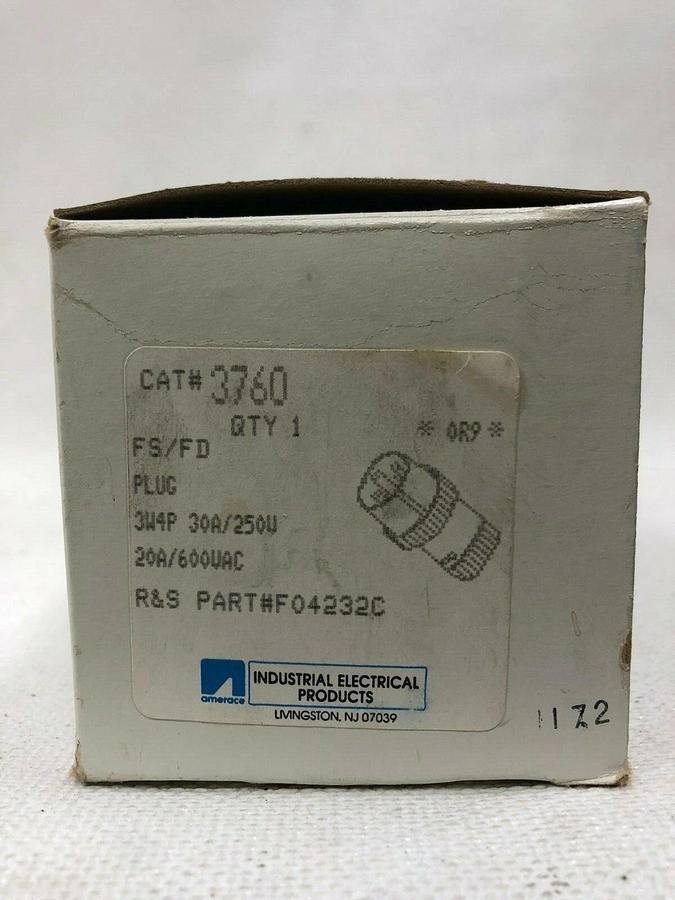 CAT# 3760
QTY 1
* OR9 *
FS/FD
PLUG
3W4P 30A/250V
20A/600VAC
R&S PART#F04232C
amerace
INDUSTRIAL ELECTRICAL
PRODUCTS
LIVINGSTON, NJ 07039
1172